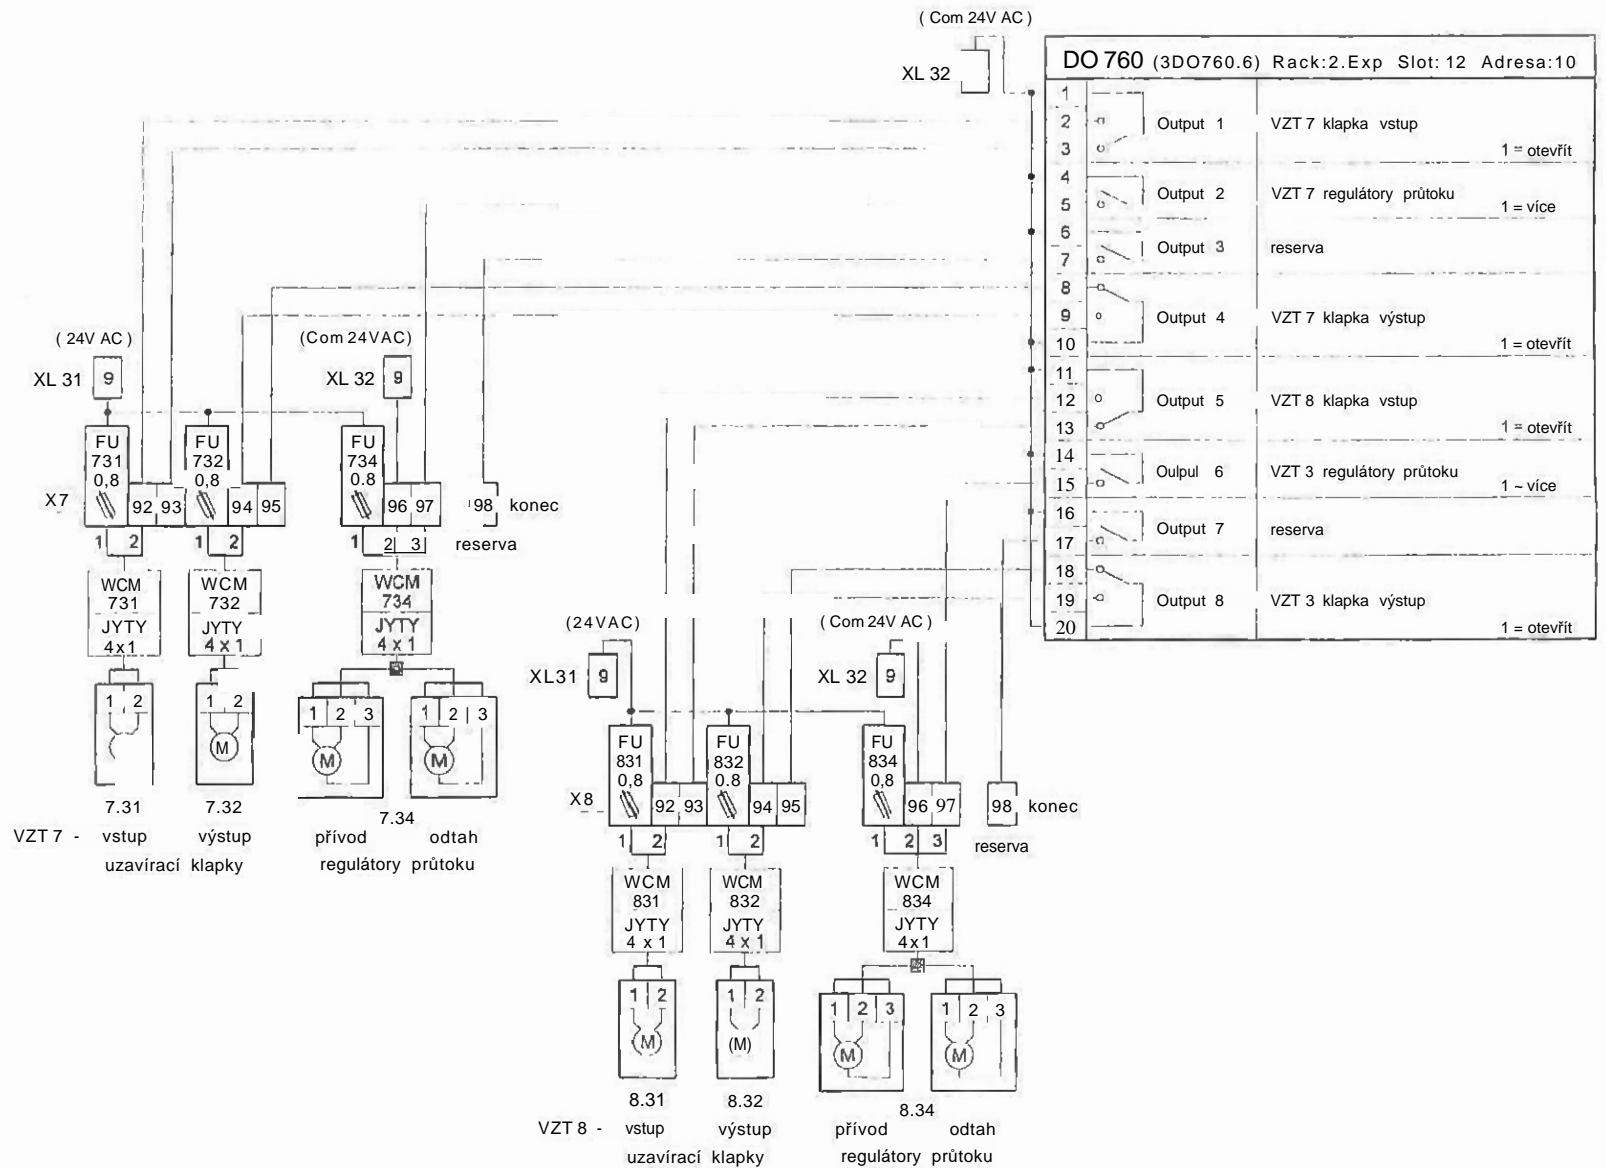 ( Com 24V AC )
XL 32
DO 760 (3DO760.6) Rack:2.Exp Slot: 12 Adresa:10
1
2 Output 1 VZT 7 klapka vstup
3 1 = otevřít
4
Output 2 VZT 7 regulátory průtoku
5 1 = více
6
Output 3 reserva
7
8
9 Output 4 VZT 7 klapka výstup
10 1 = otevřít
11
12 Output 5 VZT 8 klapka vstup
13 1 = otevřít
14
Oulpul 6 VZT 3 regulátory průtoku
15 1 ~ více
16
Output 7 reserva
17
18
19 Output 8 VZT 3 klapka výstup
20 1 = otevřít
( 24V AC ) (Com 24VAC)
XL 31 9 XL 32 9
FU FU FU
731 732 734
0,8 0,8 0.8
X7 92 93 94 95 96 97 98 konec
1 2 1 2 1 2 3 reserva
WCM WCM WCM
731 732 734
JYTY JYTY JYTY
4x1 4 x 1 4 x 1
1 2 1 2 1 2 3 1 2 3
M M M
7.31 7.32 7.34
VZT 7 - vstup výstup přívod odtah
uzavírací klapky regulátory průtoku
(24VAC) ( Com 24V AC )
XL31 9 XL 32 9
FU FU FU
831 832 834
0,8 0.8 0,8
X8 92 93 94 95 96 97 98 konec
1 2 1 2 1 2 3 reserva
WCM WCM WCM
831 832 834
JYTY JYTY JYTY
4 x 1 4 x 1 4x1
1 2 1 2 1 2 3 1 2 3
M (M) M M
8.31 8.32 8.34
VZT 8 - vstup výstup přívod odtah
uzavírací klapky regulátory průtoku